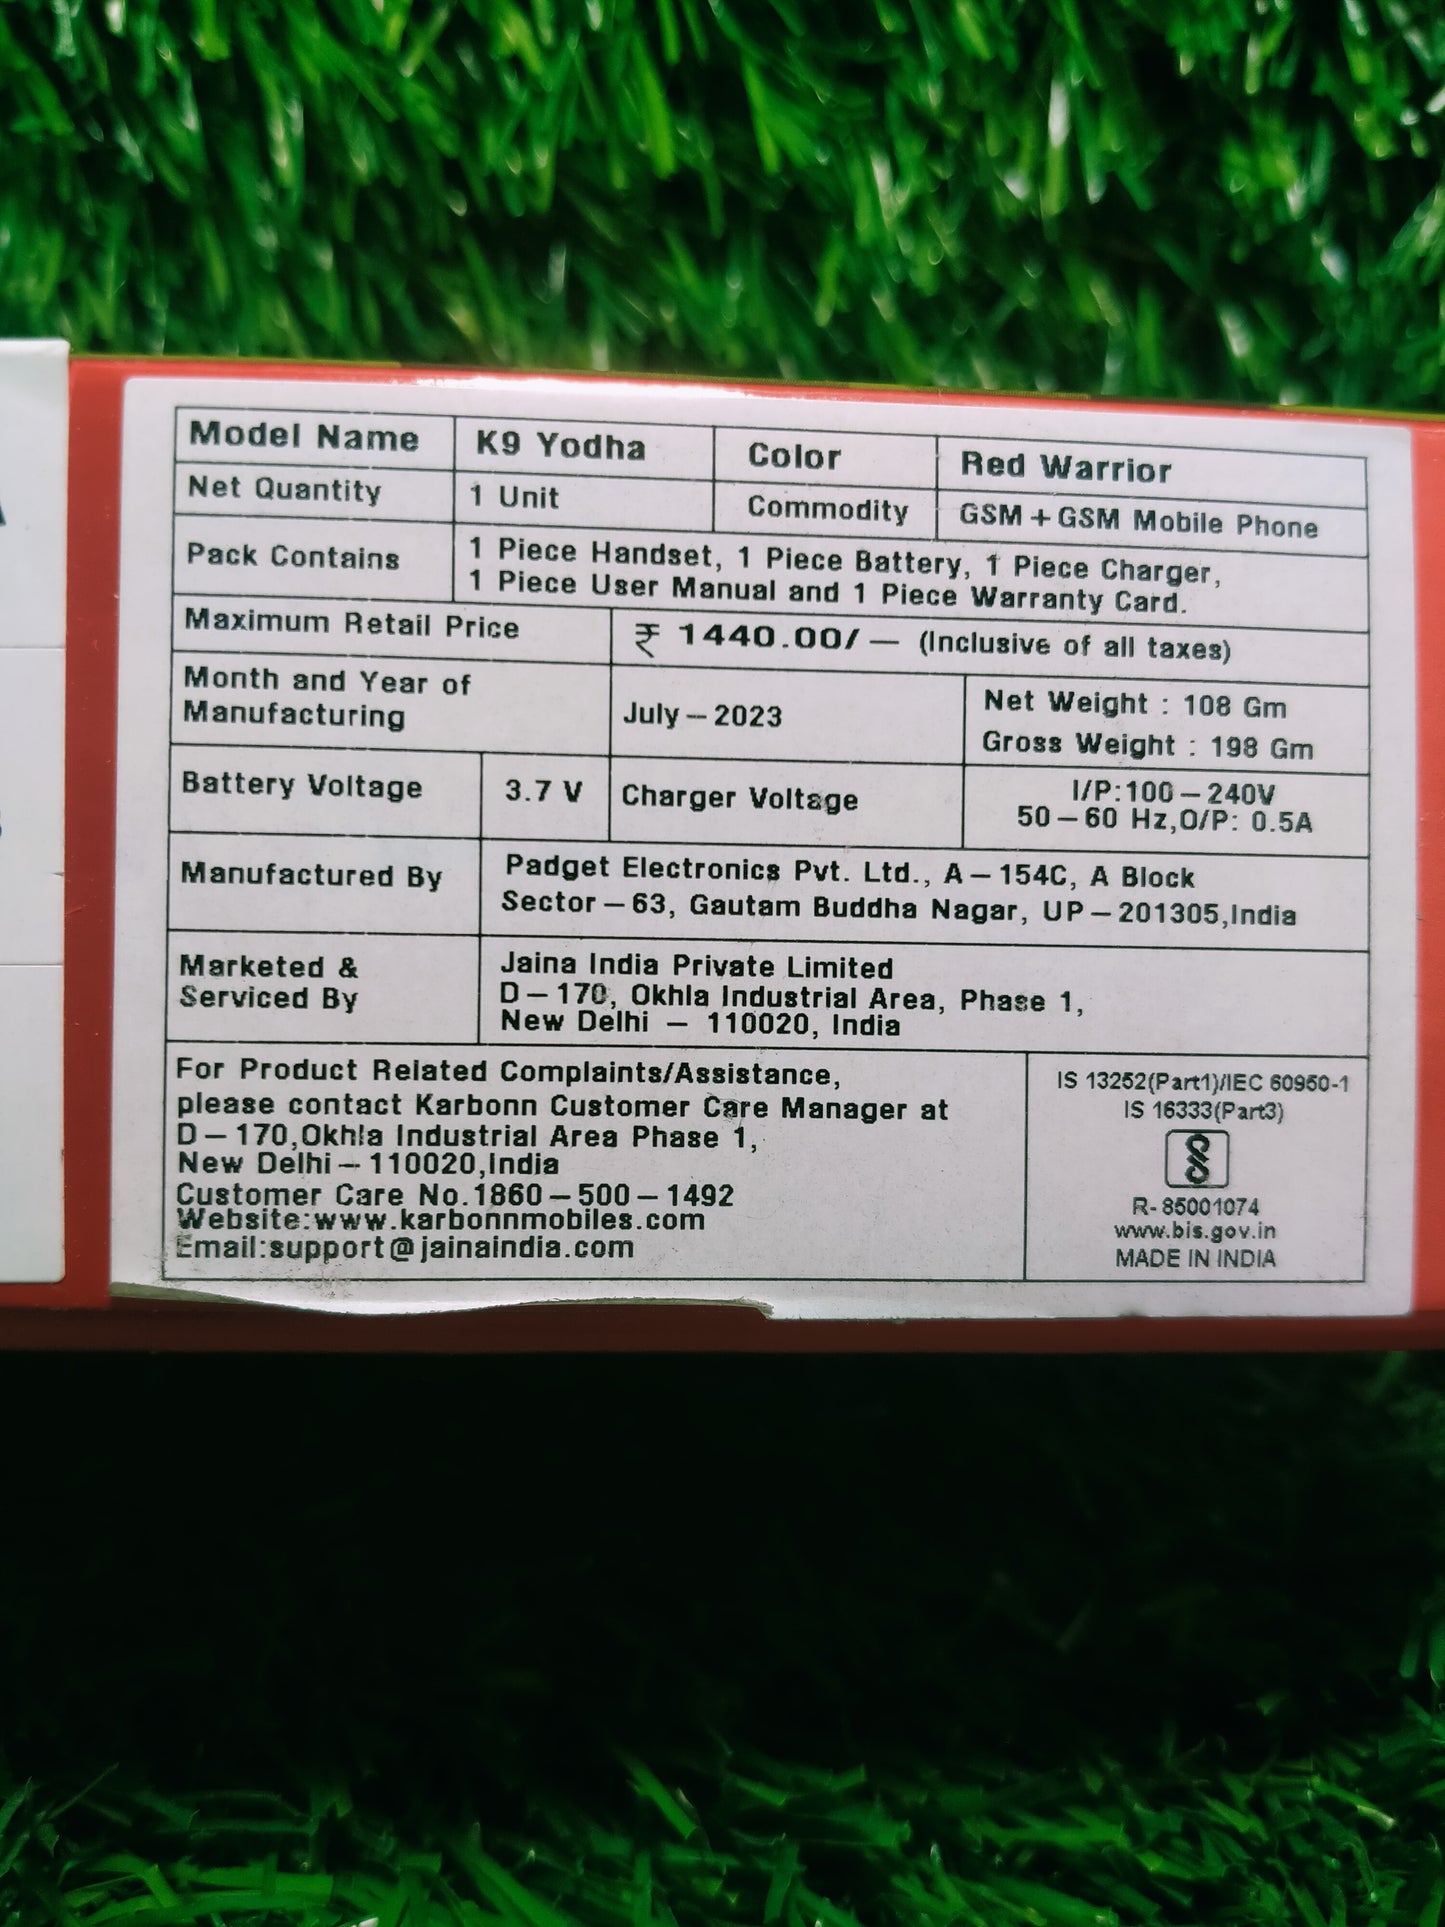 Model Name K9 Yodha Color Red Warrior
Net Quantity 1 Unit Commodity GSM + GSM Mobile Phone
Pack Contains 1 Piece Handset, 1 Piece Battery, 1 Piece Charger,
1 Piece User Manual and 1 Piece Warranty Card.
Maximum Retail Price ₹ 1440.00/— (Inclusive of all taxes)
Month and Year of
Manufacturing
July – 2023
Net Weight : 108 Gm
Gross Weight : 198 Gm
Battery Voltage 3.7 V Charger Voltage
I/P:100 – 240V
50 – 60 Hz,O/P: 0.5A
Manufactured By
Padget Electronics Pvt. Ltd., A – 154C, A Block
Sector – 63, Gautam Buddha Nagar, UP – 201305,India
Marketed &
Serviced By
Jaina India Private Limited
D – 170, Okhla Industrial Area, Phase 1,
New Delhi – 110020, India
For Product Related Complaints/Assistance,
please contact Karbonn Customer Care Manager at
D – 170,Okhla Industrial Area Phase 1,
New Delhi – 110020,India
Customer Care No.1860 – 500 – 1492
Website:www.karbonnmobiles.com
Email:support@jainaindia.com
IS 13252(Part1)/IEC 60950-1
IS 16333(Part3)
R- 85001074
www.bis.gov.in
MADE IN INDIA